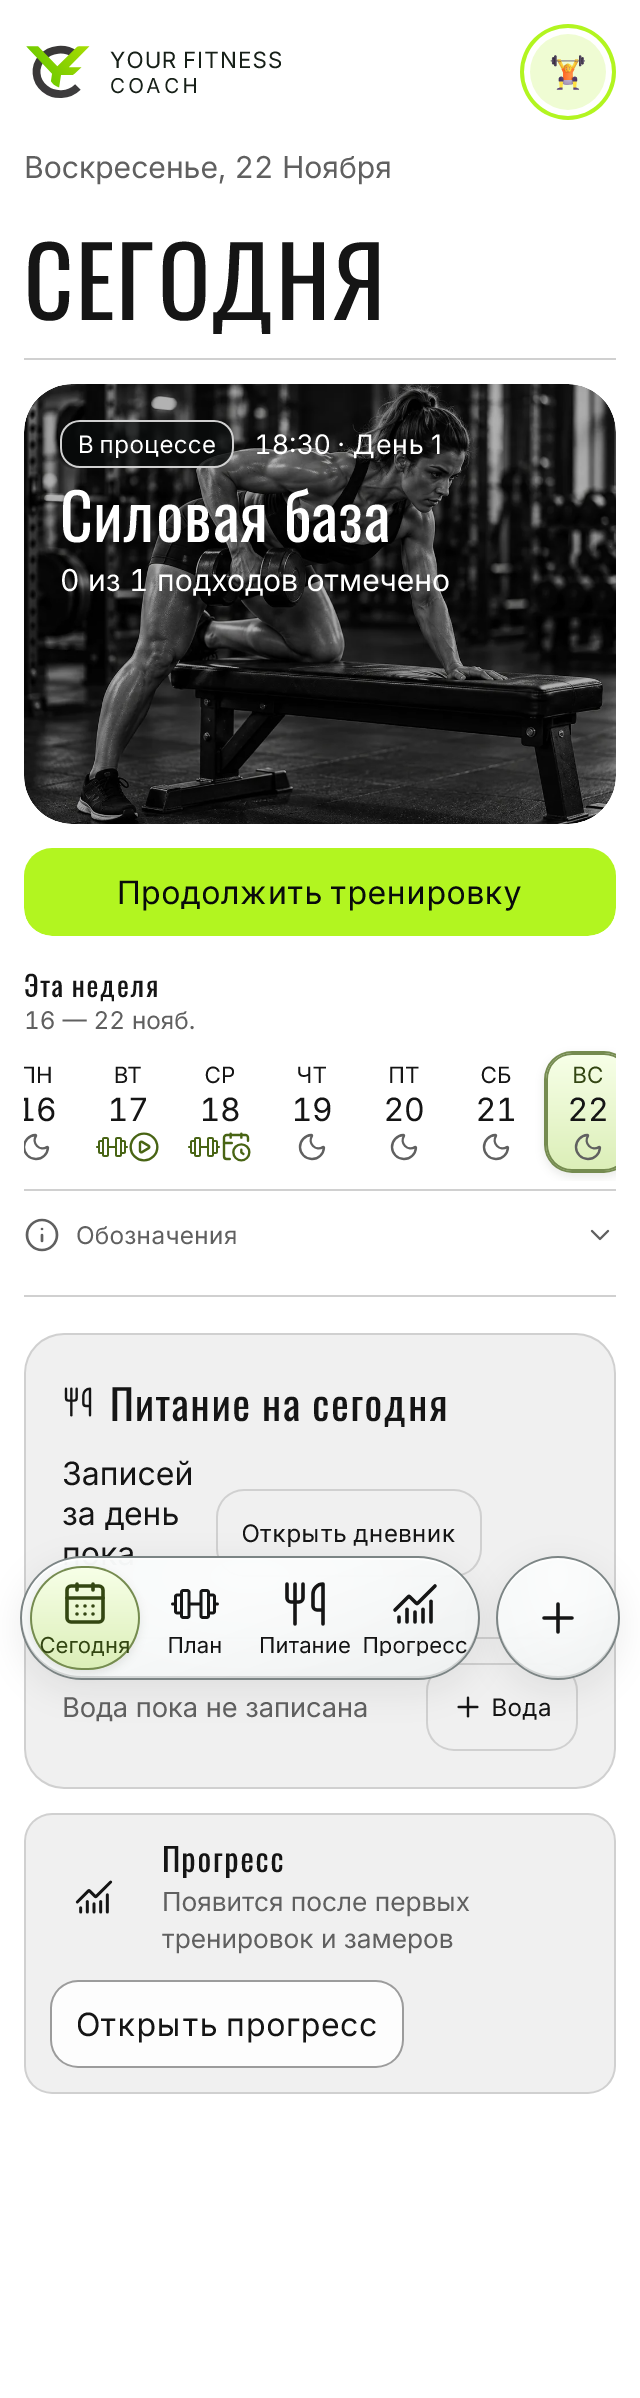 YOUR FITNESS
COACH
Воскресенье, 22 Ноября
СЕГОДНЯ
В процессе
18:30 · День 1
Силовая база
0 из 1 подходов отмечено
Продолжить тренировку
Эта неделя
16 — 22 нояб.
ПН ВТ СР ЧТ ПТ СБ ВС
16 17 18 19 20 21 22
Обозначения
Питание на сегодня
Записей
за день
пока
Открыть дневник
Сегодня План Питание Прогресс
Вода пока не записана
+ Вода
Прогресс
Появится после первых
тренировок и замеров
Открыть прогресс